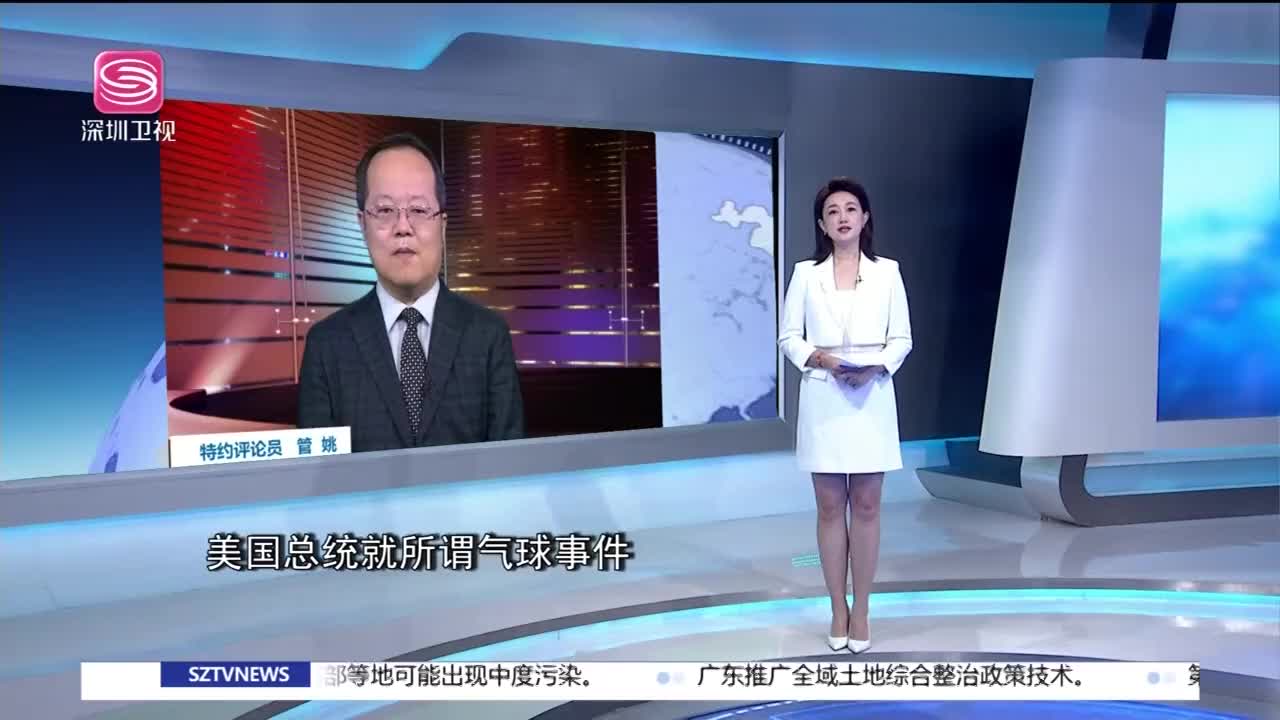 深圳卫视
特约评论员 管 姚
美国总统就所谓气球事件
SZTVNEWS 部等地可能出现中度污染。 广东推广全域土地综合整治政策技术。 第